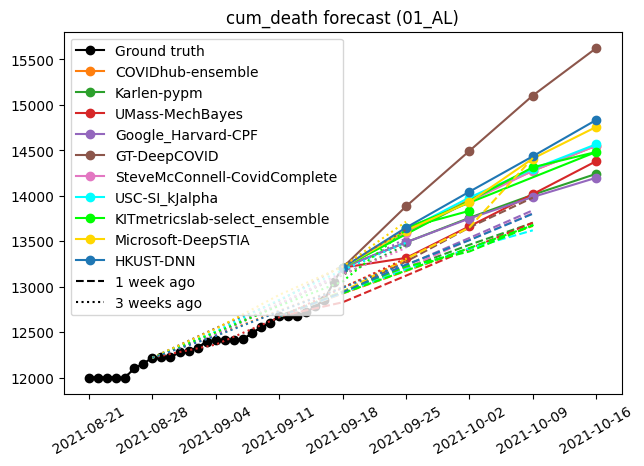 cum_death forecast (01_AL)
Ground truth
COVIDhub-ensemble
Karlen-pypm
UMass-MechBayes
Google_Harvard-CPF
GT-DeepCOVID
SteveMcConnell-CovidComplete
USC-SI_kJalpha
KITmetricslab-select_ensemble
Microsoft-DeepSTIA
HKUST-DNN
1 week ago
3 weeks ago
15500
15000
14500
14000
13500
13000
12500
12000
2021-08-21
2021-08-28
2021-09-04
2021-09-11
2021-09-18
2021-09-25
2021-10-02
2021-10-09
2021-10-16